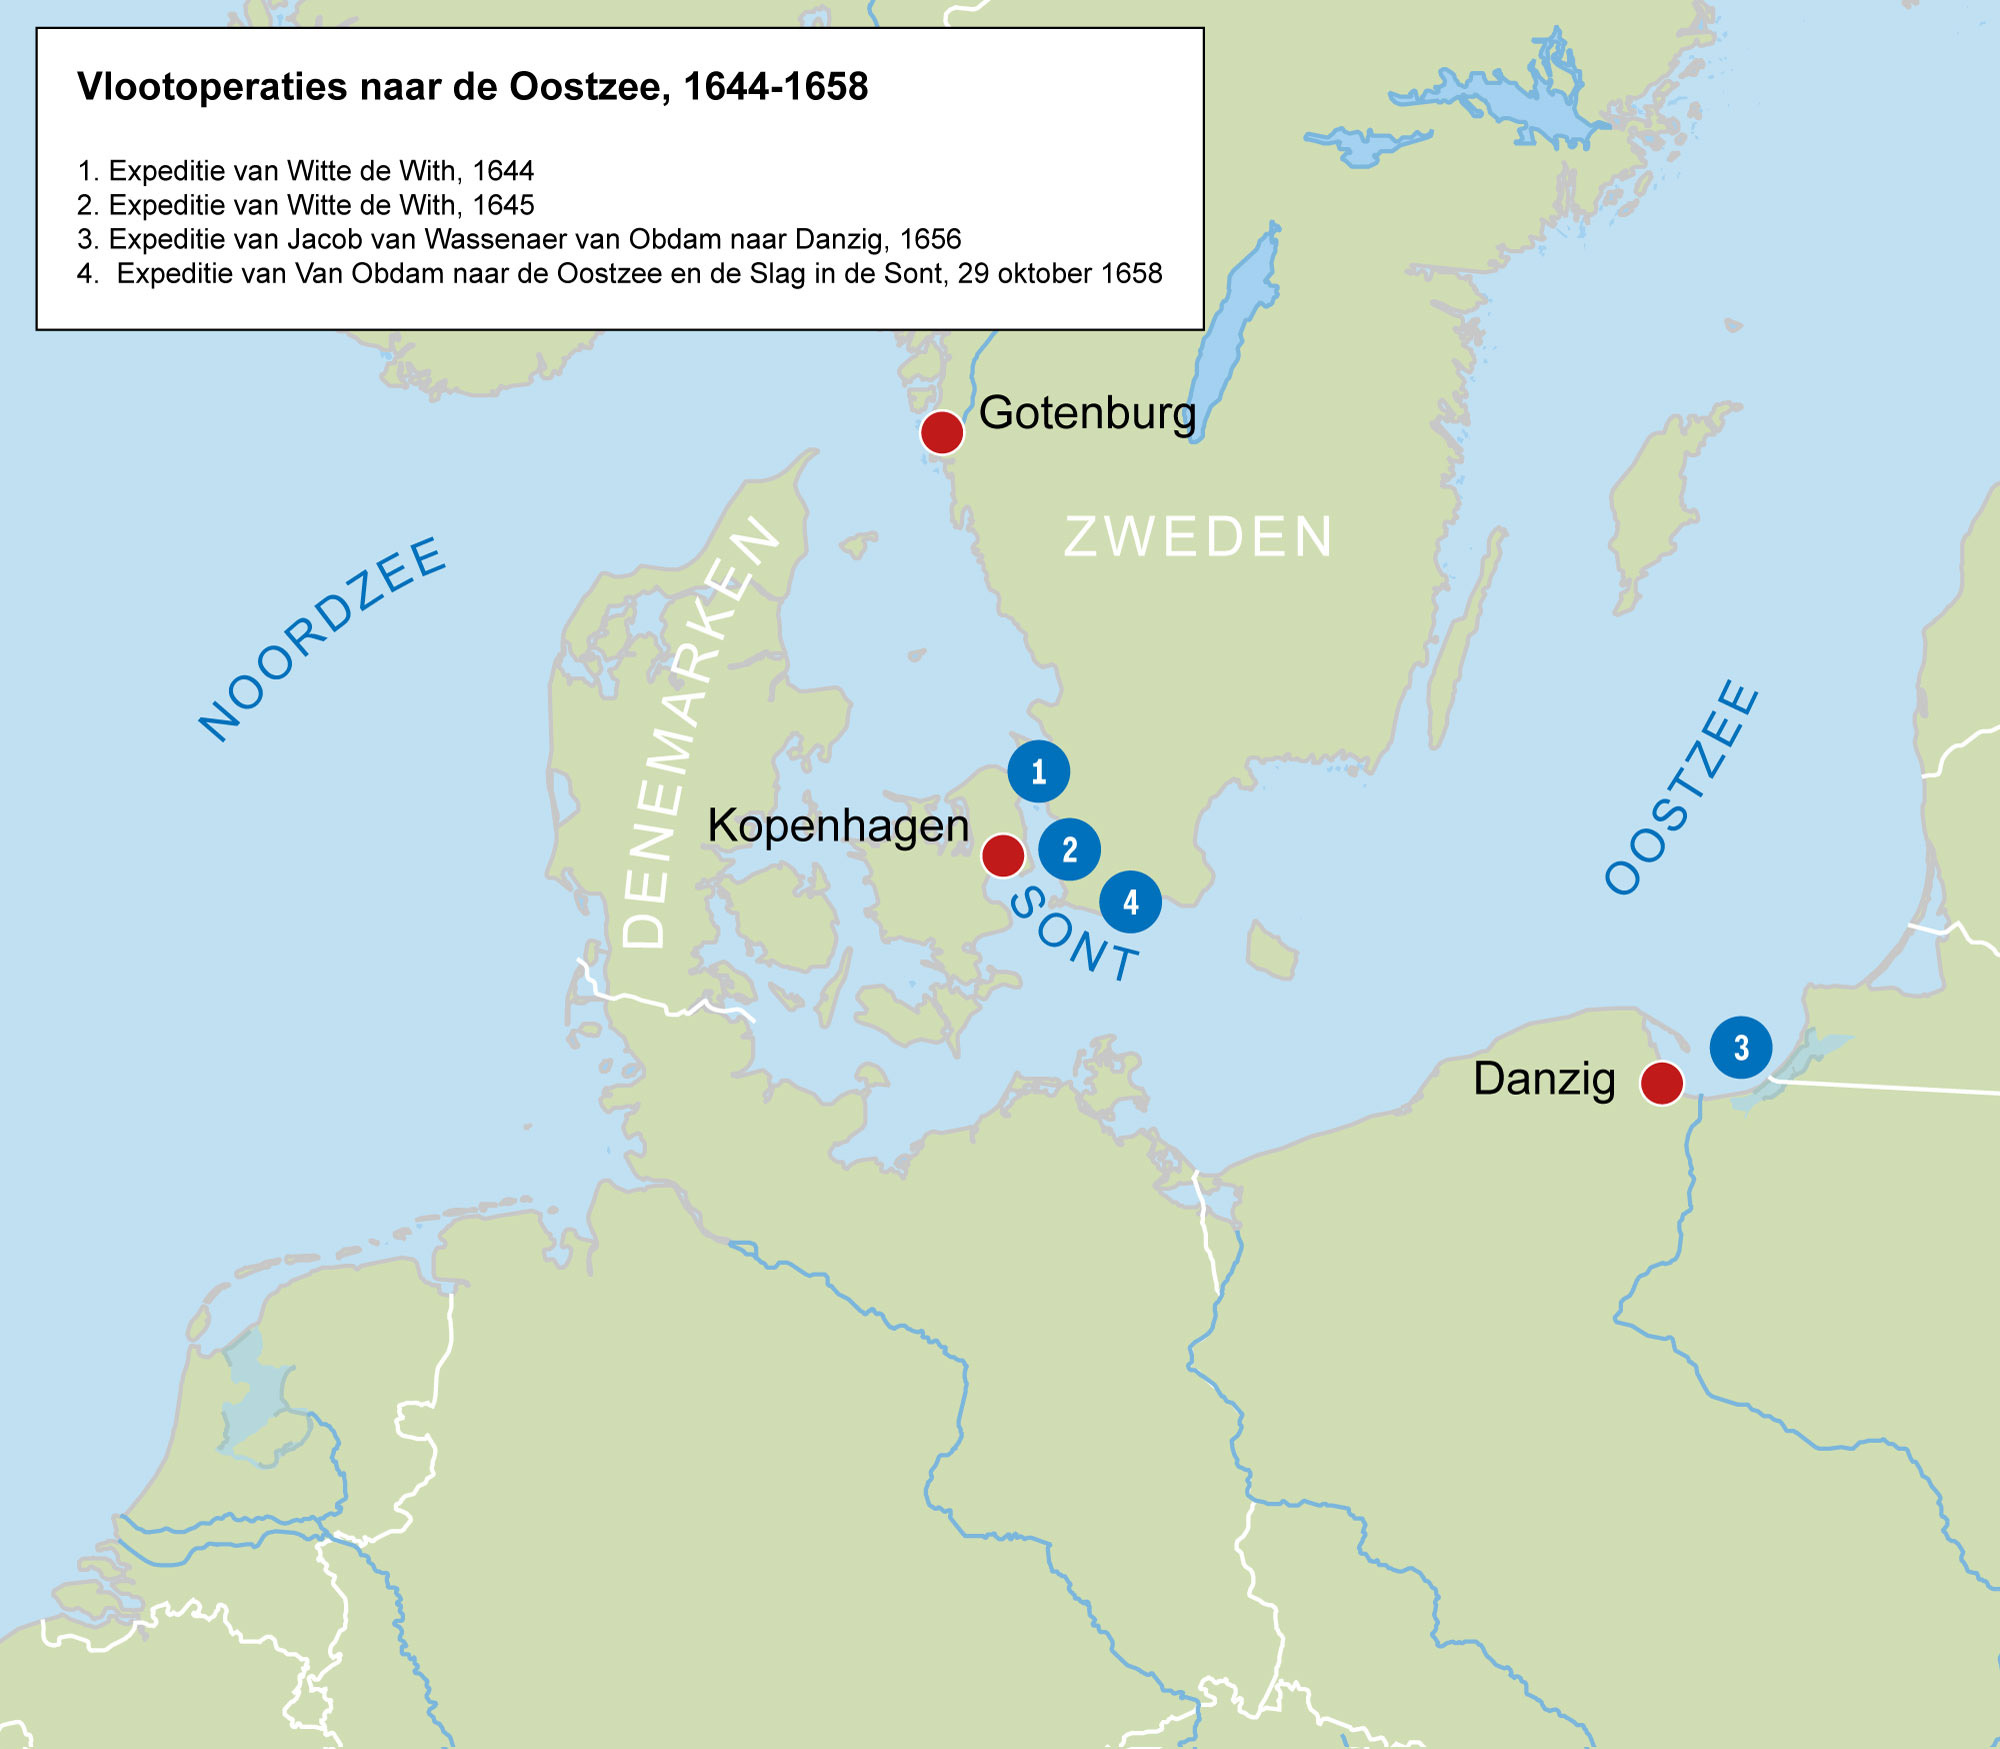 Vlootoperaties naar de Oostzee, 1644-1658
1. Expeditie van Witte de With, 1644
2. Expeditie van Witte de With, 1645
3. Expeditie van Jacob van Wassenaer van Obdam naar Danzig, 1656
4. Expeditie van Van Obdam naar de Oostzee en de Slag in de Sont, 29 oktober 1658
Gotenburg
ZWEDEN
NOORDZEE
DENEMARKEN
OOSTZEE
1
Kopenhagen
2
4
SONT
3
Danzig